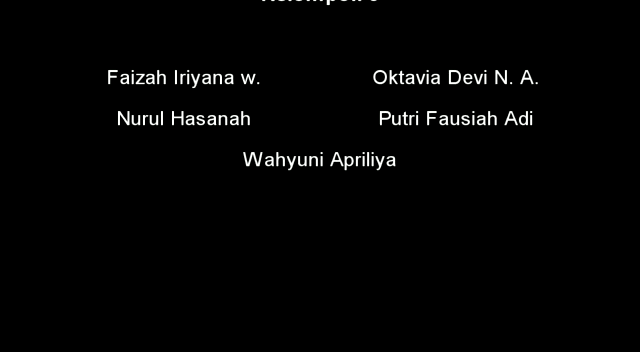 Faizah Iriyana w. Oktavia Devi N. A.
Nurul Hasanah Putri Fausiah Adi
Wahyuni Apriliya